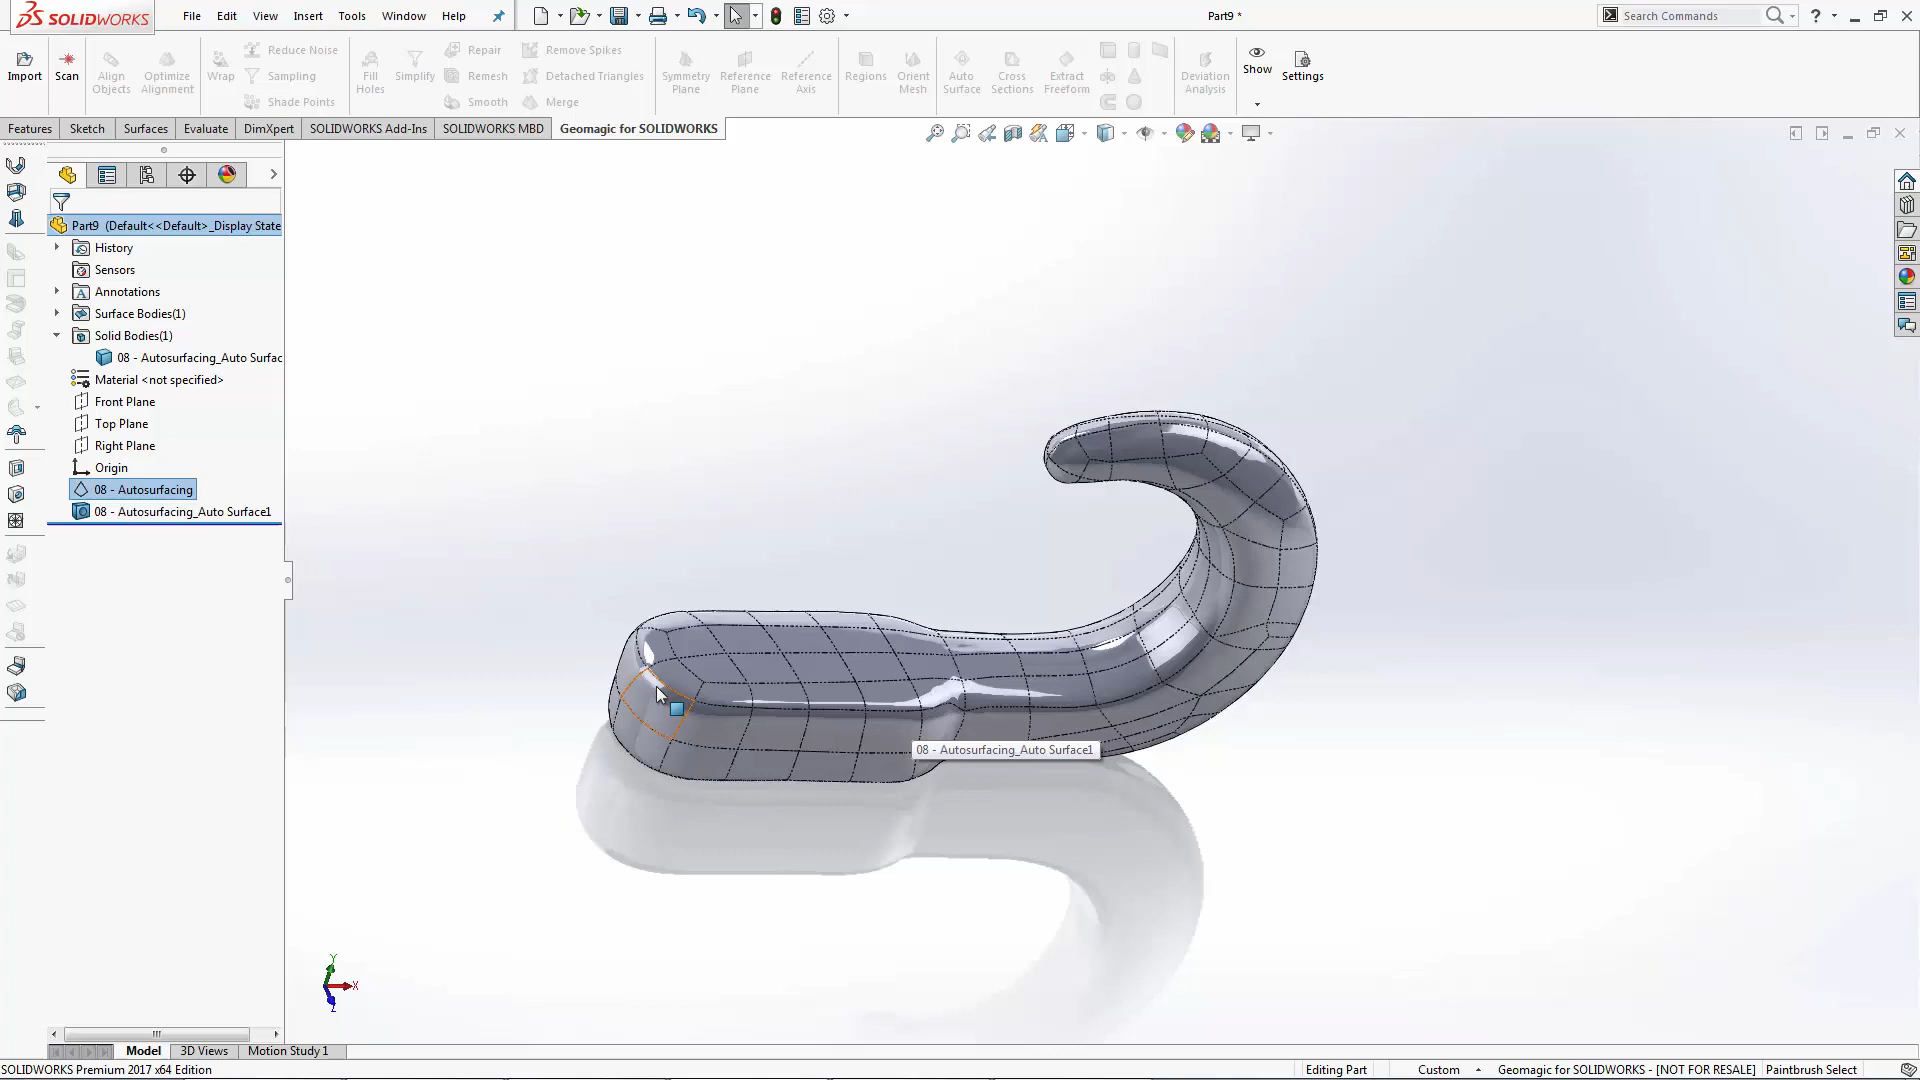 SOLIDWORKS File Edit View Insert Tools Window Help Part9 * Search Commands ?
Import Scan Align Objects Optimize Alignment Wrap Reduce Noise Sampling Shade Points Fill Holes Simplify Repair Remesh Smooth Remove Spikes Detached Triangles Merge Symmetry Plane Reference Plane Reference Axis Regions Orient Mesh Auto Surface Cross Sections Extract Freeform Deviation Analysis Show Settings
Features Sketch Surfaces Evaluate DimXpert SOLIDWORKS Add-Ins SOLIDWORKS MBD Geomagic for SOLIDWORKS
Part9 (Default<<Default>_Display State
History
Sensors
Annotations
Surface Bodies(1)
Solid Bodies(1)
08 - Autosurfacing_Auto Surfac
Material <not specified>
Front Plane
Top Plane
Right Plane
Origin
08 - Autosurfacing
08 - Autosurfacing_Auto Surface1
08 - Autosurfacing_Auto Surface1
Y
X
Z
Model 3D Views Motion Study 1
SOLIDWORKS Premium 2017 x64 Edition Editing Part Custom Geomagic for SOLIDWORKS - [NOT FOR RESALE] Paintbrush Select